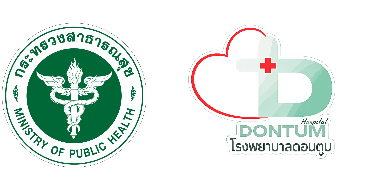 กระทรวงสาธารณสุข
MINISTRY OF PUBLIC HEALTH
Hospital
DONTUM
โรงพยาบาลดอนตูม